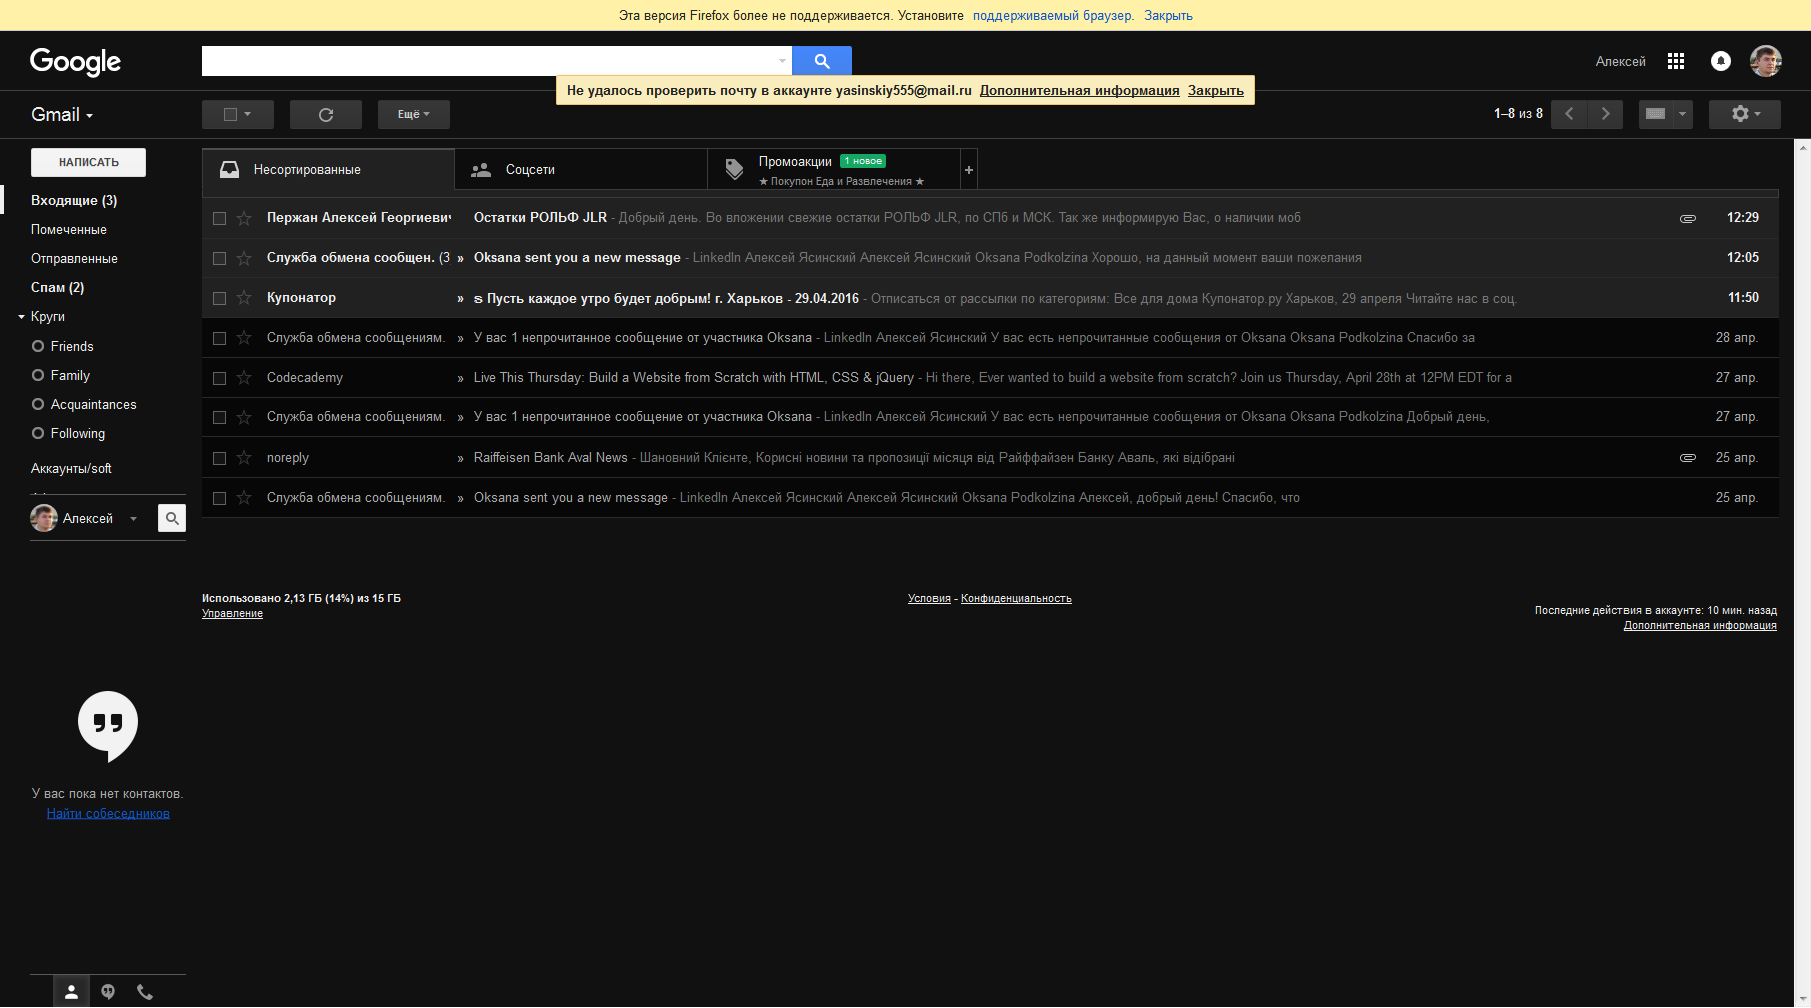 Эта версия Firefox более не поддерживается. Установите поддерживаемый браузер. Закрыть
Google
Алексей
Не удалось проверить почту в аккаунте yasinskiy555@mail.ru Дополнительная информация Закрыть
Gmail
Ещё
1–8 из 8
НАПИСАТЬ
Входящие (3)
Помеченные
Отправленные
Спам (2)
Круги
Friends
Family
Acquaintances
Following
Аккаунты/soft
Алексей
Несортированные
Соцсети
Промоакции 1 новое
★ Покупон Еда и Развлечения ★
+
Пержан Алексей Георгиевич Остатки РОЛЬФ JLR - Добрый день. Во вложении свежие остатки РОЛЬФ JLR, по СПб и МСК. Так же информирую Вас, о наличии моб 12:29
Служба обмена сообщен. (3 » Oksana sent you a new message - LinkedIn Алексей Ясинский Алексей Ясинский Oksana Podkolzina Хорошо, на данный момент ваши пожелания 12:05
Купонатор » ѕ Пусть каждое утро будет добрым! г. Харьков - 29.04.2016 - Отписаться от рассылки по категориям: Все для дома Купонатор.ру Харьков, 29 апреля Читайте нас в соц. 11:50
Служба обмена сообщениям. » У вас 1 непрочитанное сообщение от участника Oksana - LinkedIn Алексей Ясинский У вас есть непрочитанные сообщения от Oksana Oksana Podkolzina Спасибо за 28 апр.
Codecademy » Live This Thursday: Build a Website from Scratch with HTML, CSS & jQuery - Hi there, Ever wanted to build a website from scratch? Join us Thursday, April 28th at 12PM EDT for a 27 апр.
Служба обмена сообщениям. » У вас 1 непрочитанное сообщение от участника Oksana - LinkedIn Алексей Ясинский У вас есть непрочитанные сообщения от Oksana Oksana Podkolzina Добрый день, 27 апр.
noreply » Raiffeisen Bank Aval News - Шановний Клієнте, Корисні новини та пропозиції місяця від Райффайзен Банку Аваль, які відібрані 25 апр.
Служба обмена сообщениям. » Oksana sent you a new message - LinkedIn Алексей Ясинский Алексей Ясинский Oksana Podkolzina Алексей, добрый день! Спасибо, что 25 апр.
Использовано 2,13 ГБ (14%) из 15 ГБ
Управление
Условия - Конфиденциальность
Последние действия в аккаунте: 10 мин. назад
Дополнительная информация
У вас пока нет контактов.
Найти собеседников